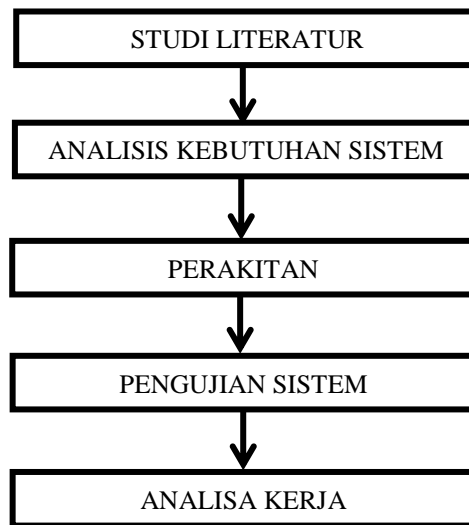 STUDI LITERATUR
ANALISIS KEBUTUHAN SISTEM
PERAKITAN
PENGUJIAN SISTEM
ANALISA KERJA